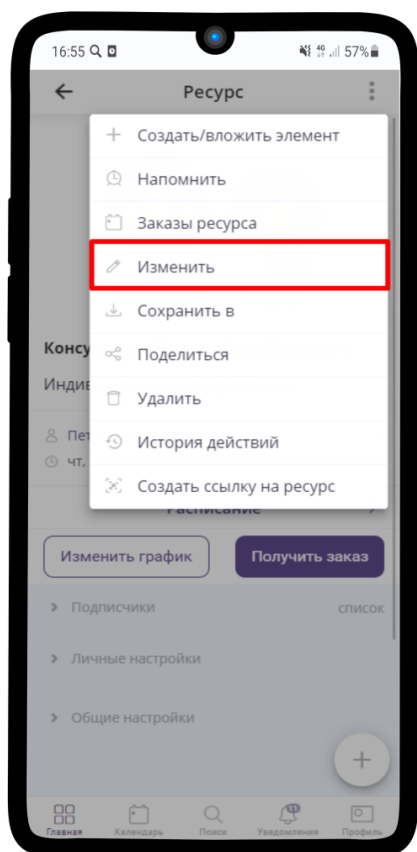 16:55
57%
Ресурс
Создать/вложить элемент
Напомнить
Заказы ресурса
Изменить
Сохранить в
Консу
Поделиться
Индив
Удалить
Пет
История действий
чт,
Создать ссылку на ресурс
Расписание
Изменить график
Получить заказ
Подписчики
список
Личные настройки
Общие настройки
11
Главная
Календарь
Поиск
Уведомления
Профиль